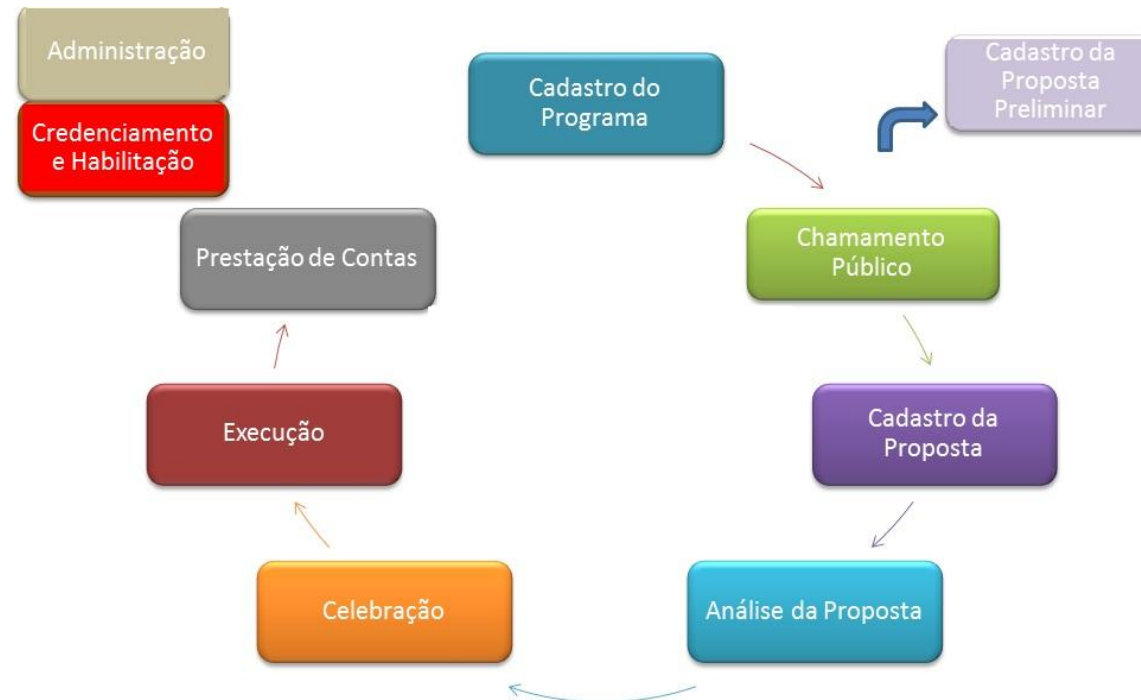 Administração
Credenciamento
e Habilitação
Cadastro do
Programa
Cadastro da
Proposta
Preliminar
Chamamento
Público
Cadastro da
Proposta
Análise da Proposta
Celebração
Execução
Prestação de Contas